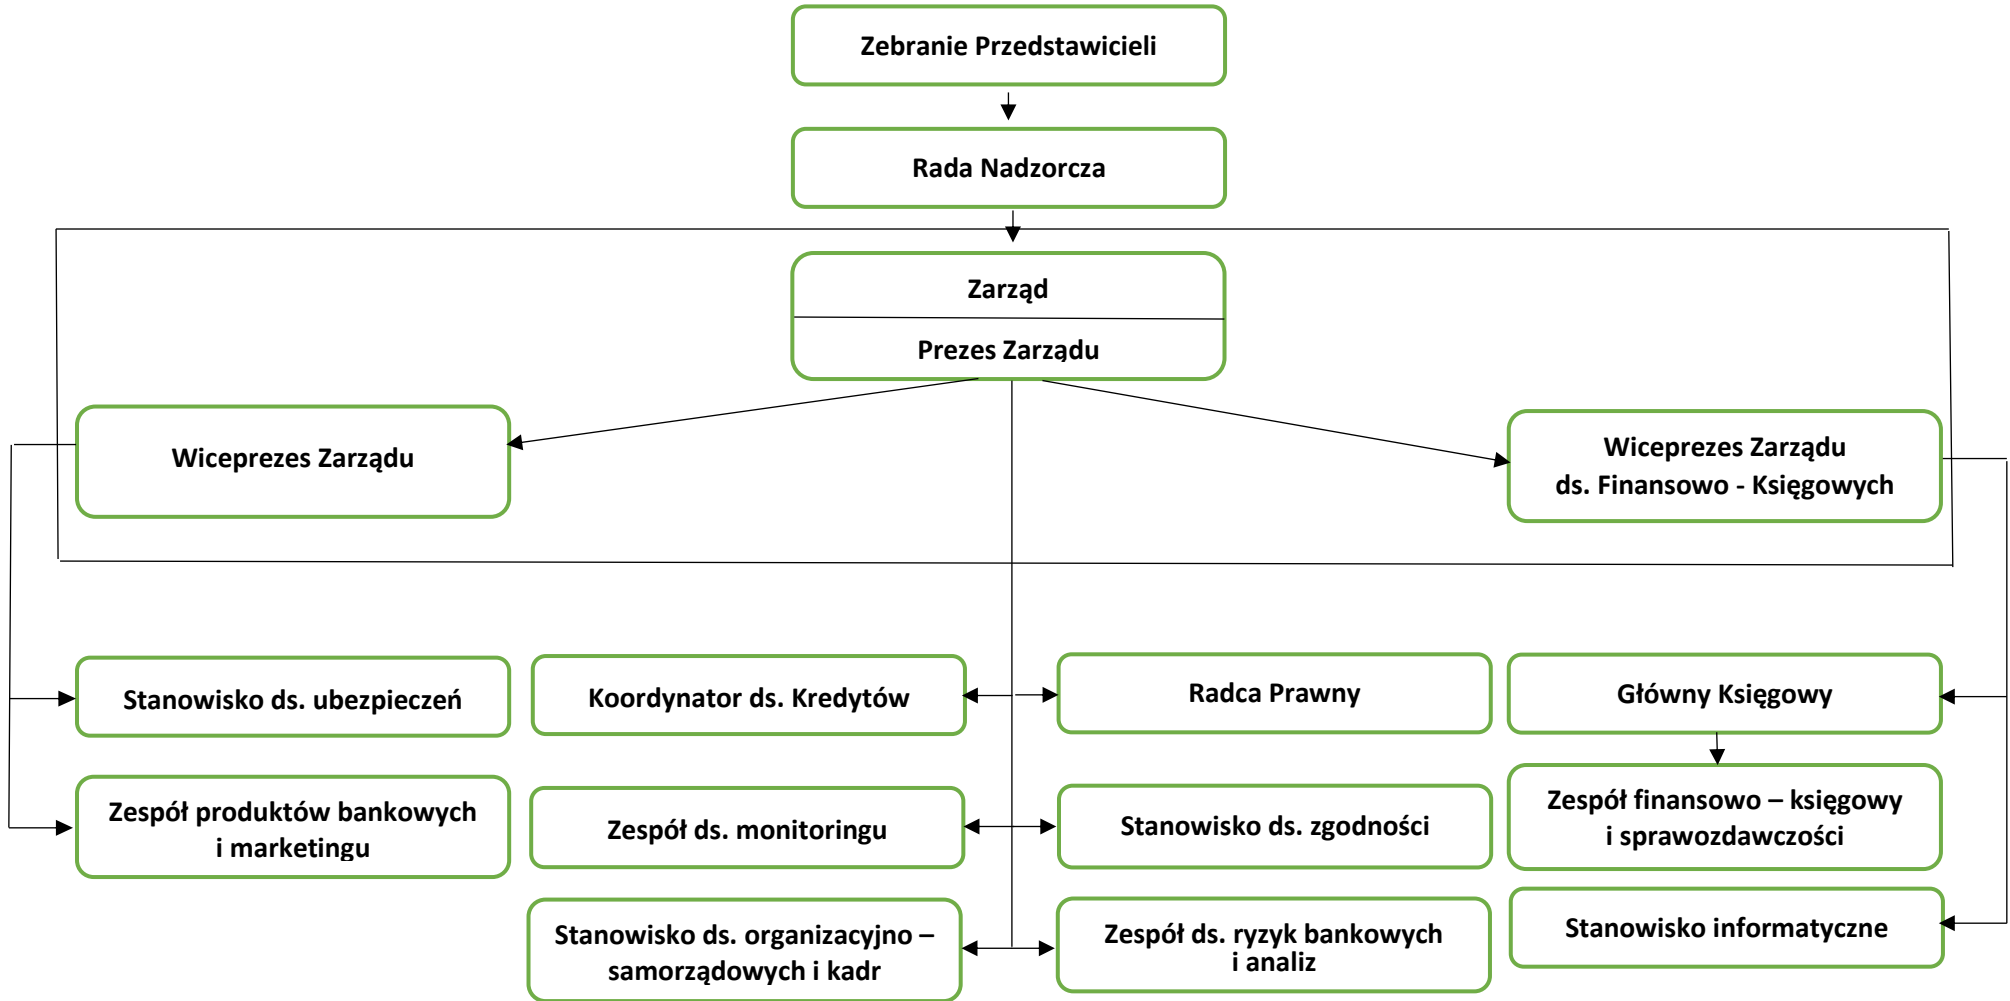 Zebranie Przedstawicieli
Rada Nadzorcza
Zarząd
Prezes Zarządu
Wiceprezes Zarządu
Wiceprezes Zarządu
ds. Finansowo - Księgowych
Stanowisko ds. ubezpieczeń
Koordynator ds. Kredytów
Radca Prawny
Główny Księgowy
Zespół produktów bankowych
i marketingu
Zespół ds. monitoringu
Stanowisko ds. zgodności
Zespół finansowo – księgowy
i sprawozdawczości
Stanowisko ds. organizacyjno –
samorządowych i kadr
Zespół ds. ryzyk bankowych
i analiz
Stanowisko informatyczne